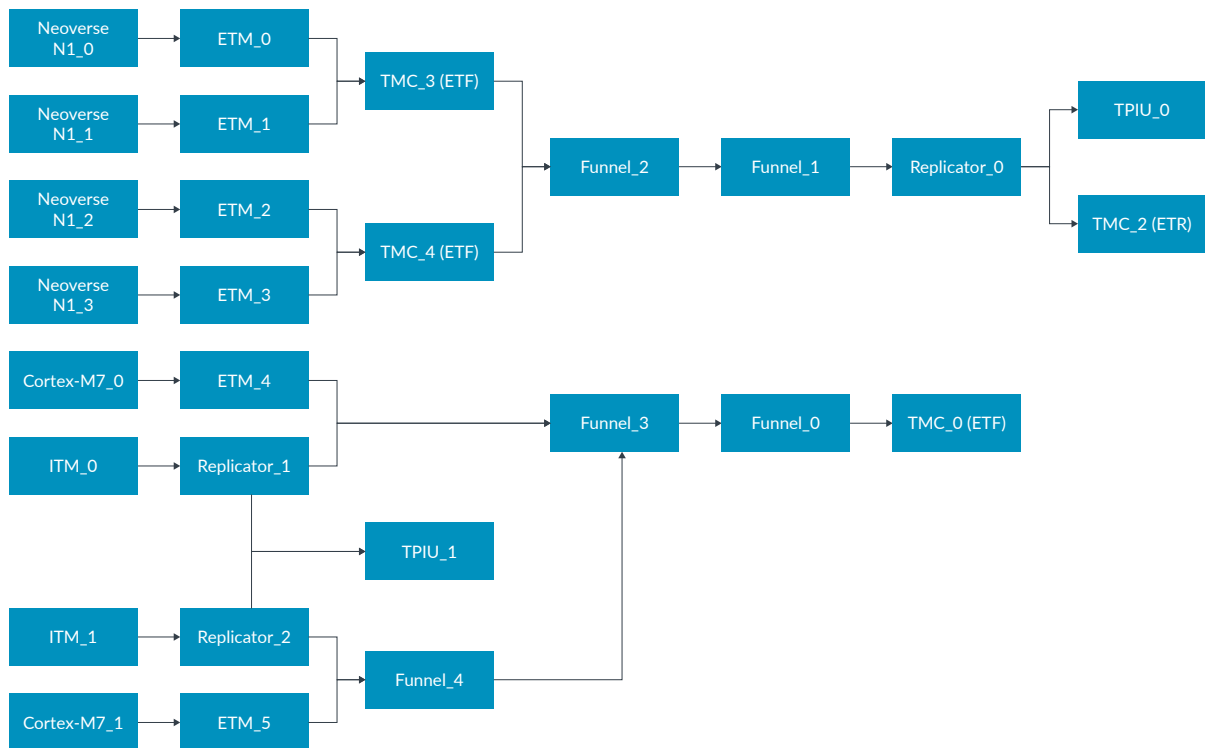 Neoverse
N1_0
ETM_0
TMC_3 (ETF)
Neoverse
N1_1
ETM_1
TPIU_0
Funnel_2
Funnel_1
Replicator_0
Neoverse
N1_2
ETM_2
TMC_4 (ETF)
TMC_2 (ETR)
Neoverse
N1_3
ETM_3
Cortex-M7_0
ETM_4
Funnel_3
Funnel_0
TMC_0 (ETF)
ITM_0
Replicator_1
TPIU_1
ITM_1
Replicator_2
Funnel_4
Cortex-M7_1
ETM_5